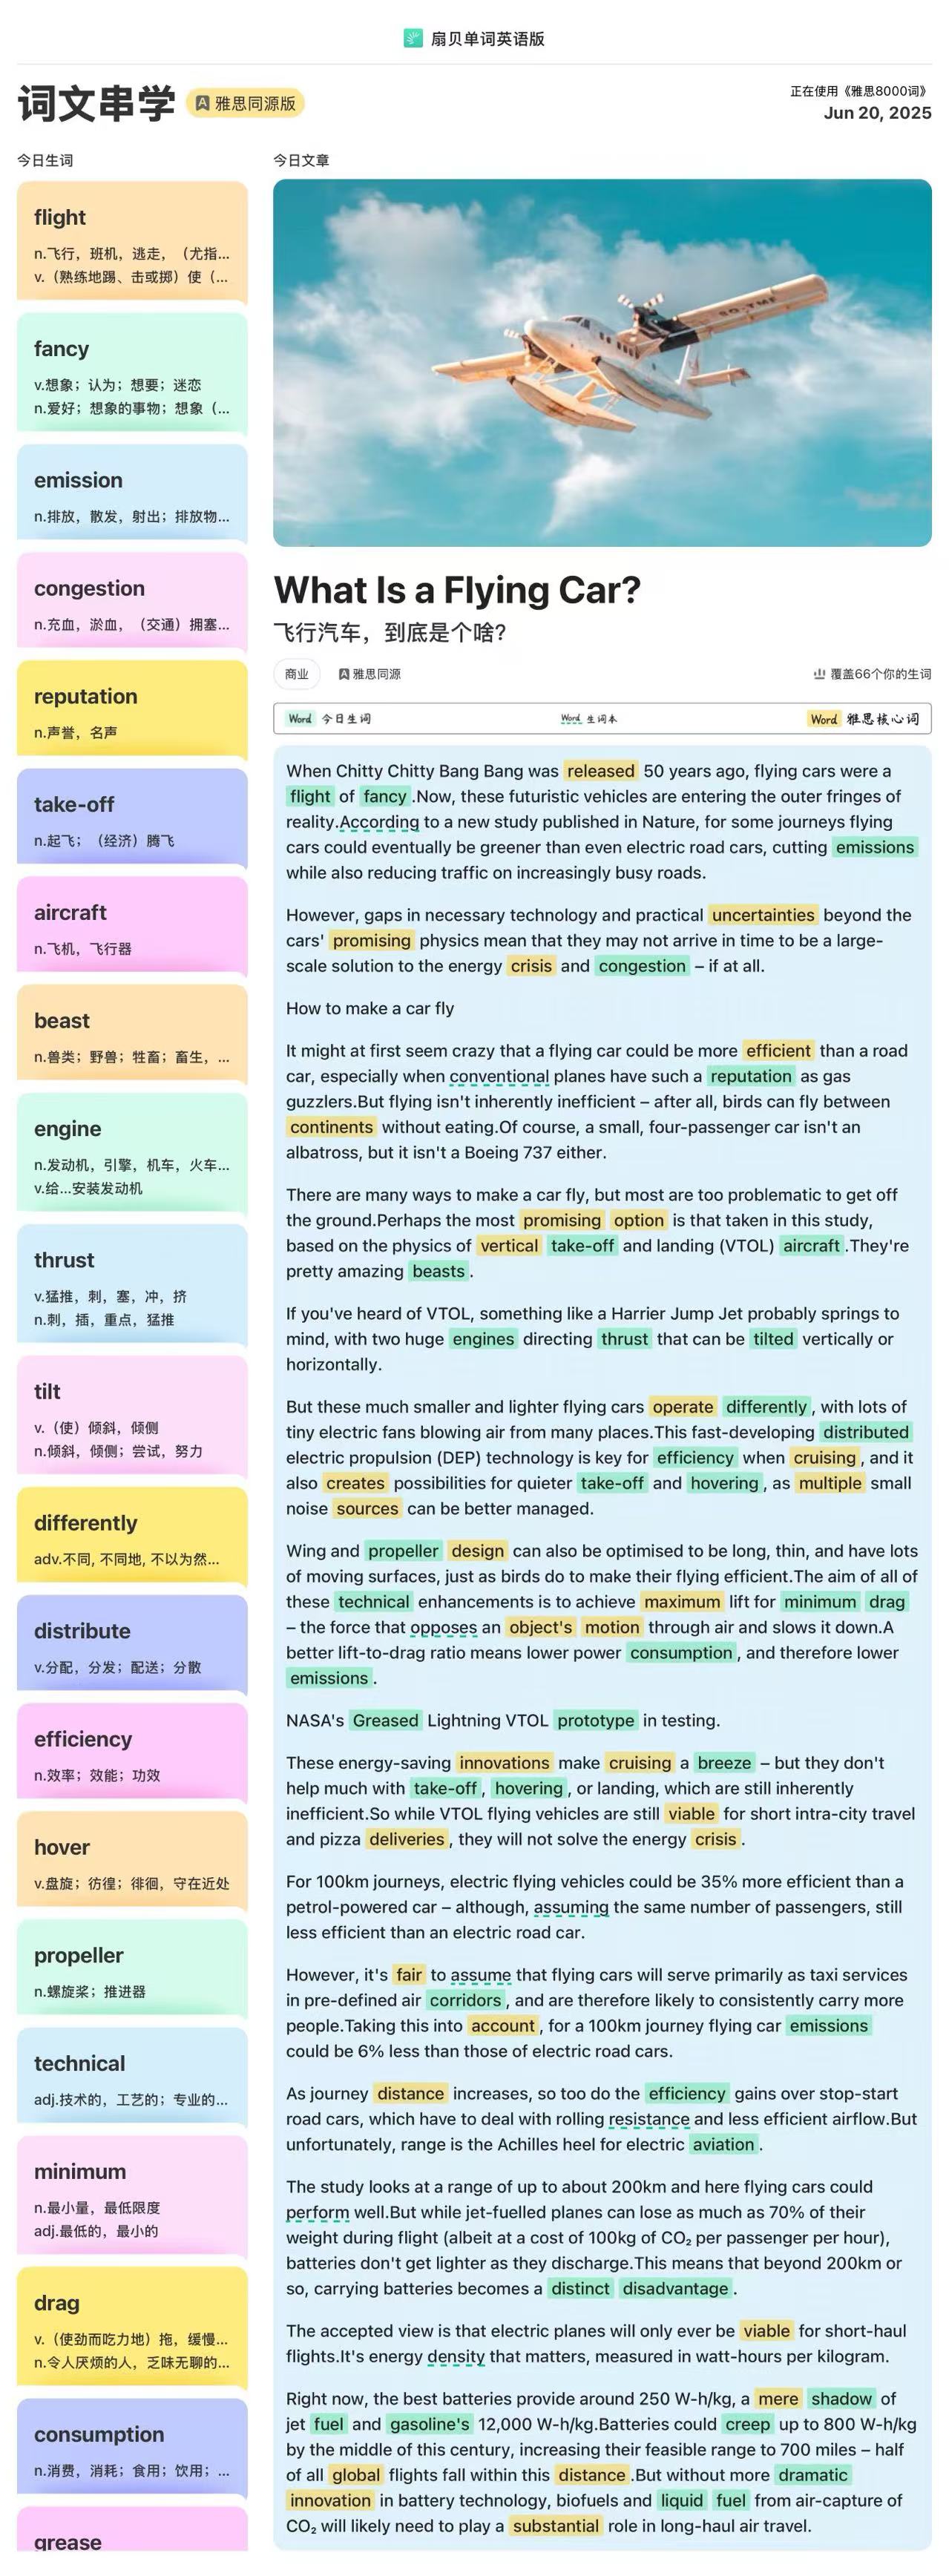 扇贝单词英语版
词文串学
雅思同源版
正在使用《雅思8000词》
Jun 20, 2025
今日生词
flight
n.飞行，班机，逃走，（尤指...
v.（熟练地踢、击或掷）使（...
fancy
v.想象；认为；想要；迷恋
n.爱好；想象的事物；想象（...
emission
n.排放，散发，射出；排放物...
congestion
n.充血，淤血，（交通）拥塞...
reputation
n.声誉，名声
take-off
n.起飞；（经济）腾飞
aircraft
n.飞机，飞行器
beast
n.兽类；野兽；牲畜；畜生，...
engine
n.发动机，引擎，机车，火车...
v.给...安装发动机
thrust
v.猛推，刺，塞，冲，挤
n.刺，插，重点，猛推
tilt
v.（使）倾斜，倾侧
n.倾斜，倾侧；尝试，努力
differently
adv.不同, 不同地, 不以为然...
distribute
v.分配，分发；配送；分散
efficiency
n.效率；效能；功效
hover
v.盘旋；彷徨；徘徊，守在近处
propeller
n.螺旋桨；推进器
technical
adj.技术的，工艺的；专业的...
minimum
n.最小量，最低限度
adj.最低的，最小的
drag
v.（使劲而吃力地）拖，缓慢...
n.令人厌烦的人，乏味无聊的...
consumption
n.消费，消耗；食用；饮用；...
grease
今日文章
What Is a Flying Car?
飞行汽车，到底是个啥？
商业
雅思同源
覆盖66个你的生词
Word 今日生词
Word 生词本
Word 雅思核心词
When Chitty Chitty Bang Bang was released 50 years ago, flying cars were a
flight of fancy.Now, these futuristic vehicles are entering the outer fringes of
reality.According to a new study published in Nature, for some journeys flying
cars could eventually be greener than even electric road cars, cutting emissions
while also reducing traffic on increasingly busy roads.
However, gaps in necessary technology and practical uncertainties beyond the
cars' promising physics mean that they may not arrive in time to be a large-
scale solution to the energy crisis and congestion – if at all.
How to make a car fly
It might at first seem crazy that a flying car could be more efficient than a road
car, especially when conventional planes have such a reputation as gas
guzzlers.But flying isn't inherently inefficient – after all, birds can fly between
continents without eating.Of course, a small, four-passenger car isn't an
albatross, but it isn't a Boeing 737 either.
There are many ways to make a car fly, but most are too problematic to get off
the ground.Perhaps the most promising option is that taken in this study,
based on the physics of vertical take-off and landing (VTOL) aircraft.They're
pretty amazing beasts.
If you've heard of VTOL, something like a Harrier Jump Jet probably springs to
mind, with two huge engines directing thrust that can be tilted vertically or
horizontally.
But these much smaller and lighter flying cars operate differently, with lots of
tiny electric fans blowing air from many places.This fast-developing distributed
electric propulsion (DEP) technology is key for efficiency when cruising, and it
also creates possibilities for quieter take-off and hovering, as multiple small
noise sources can be better managed.
Wing and propeller design can also be optimised to be long, thin, and have lots
of moving surfaces, just as birds do to make their flying efficient.The aim of all of
these technical enhancements is to achieve maximum lift for minimum drag
– the force that opposes an object's motion through air and slows it down.A
better lift-to-drag ratio means lower power consumption, and therefore lower
emissions.
NASA's Greased Lightning VTOL prototype in testing.
These energy-saving innovations make cruising a breeze – but they don't
help much with take-off, hovering, or landing, which are still inherently
inefficient.So while VTOL flying vehicles are still viable for short intra-city travel
and pizza deliveries, they will not solve the energy crisis.
For 100km journeys, electric flying vehicles could be 35% more efficient than a
petrol-powered car – although, assuming the same number of passengers, still
less efficient than an electric road car.
However, it's fair to assume that flying cars will serve primarily as taxi services
in pre-defined air corridors, and are therefore likely to consistently carry more
people.Taking this into account, for a 100km journey flying car emissions
could be 6% less than those of electric road cars.
As journey distance increases, so too do the efficiency gains over stop-start
road cars, which have to deal with rolling resistance and less efficient airflow.But
unfortunately, range is the Achilles heel for electric aviation.
The study looks at a range of up to about 200km and here flying cars could
perform well.But while jet-fuelled planes can lose as much as 70% of their
weight during flight (albeit at a cost of 100kg of CO₂ per passenger per hour),
batteries don't get lighter as they discharge.This means that beyond 200km or
so, carrying batteries becomes a distinct disadvantage.
The accepted view is that electric planes will only ever be viable for short-haul
flights.It's energy density that matters, measured in watt-hours per kilogram.
Right now, the best batteries provide around 250 W-h/kg, a mere shadow of
jet fuel and gasoline's 12,000 W-h/kg.Batteries could creep up to 800 W-h/kg
by the middle of this century, increasing their feasible range to 700 miles – half
of all global flights fall within this distance.But without more dramatic
innovation in battery technology, biofuels and liquid fuel from air-capture of
CO₂ will likely need to play a substantial role in long-haul air travel.